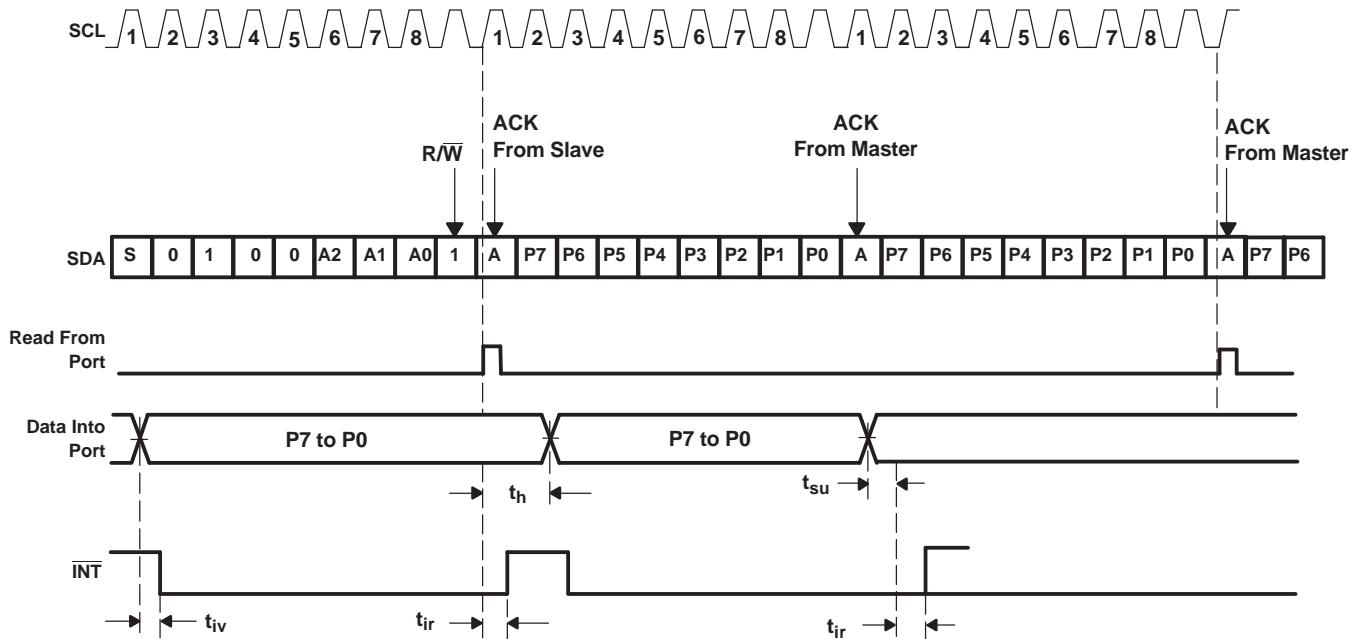 SCL 1 2 3 4 5 6 7 8 1 2 3 4 5 6 7 8 1 2 3 4 5 6 7 8
ACK
From Slave
ACK
From Master
ACK
From Master
R/W̅
SDA S 0 1 0 0 A2 A1 A0 1 A P7 P6 P5 P4 P3 P2 P1 P0 A P7 P6 P5 P4 P3 P2 P1 P0 A P7 P6
Read From
Port
Data Into
Port
P7 to P0 P7 to P0
th tsu
I̅N̅T̅
tiv tir tir